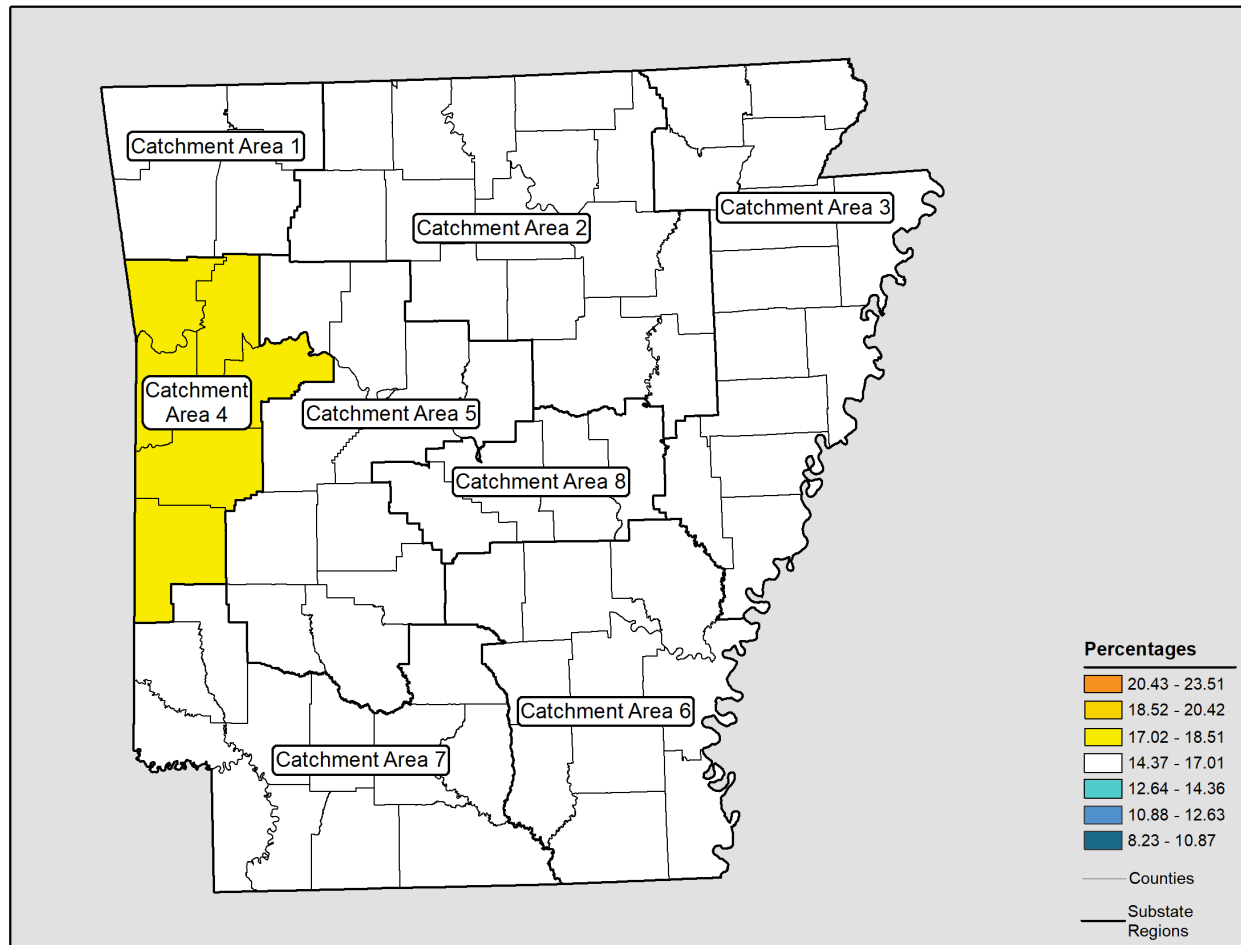 Catchment Area 1
Catchment Area 2
Catchment Area 3
Catchment
Area 4
Catchment Area 5
Catchment Area 8
Catchment Area 6
Catchment Area 7
Percentages
20.43 - 23.51
18.52 - 20.42
17.02 - 18.51
14.37 - 17.01
12.64 - 14.36
10.88 - 12.63
8.23 - 10.87
Counties
Substate
Regions